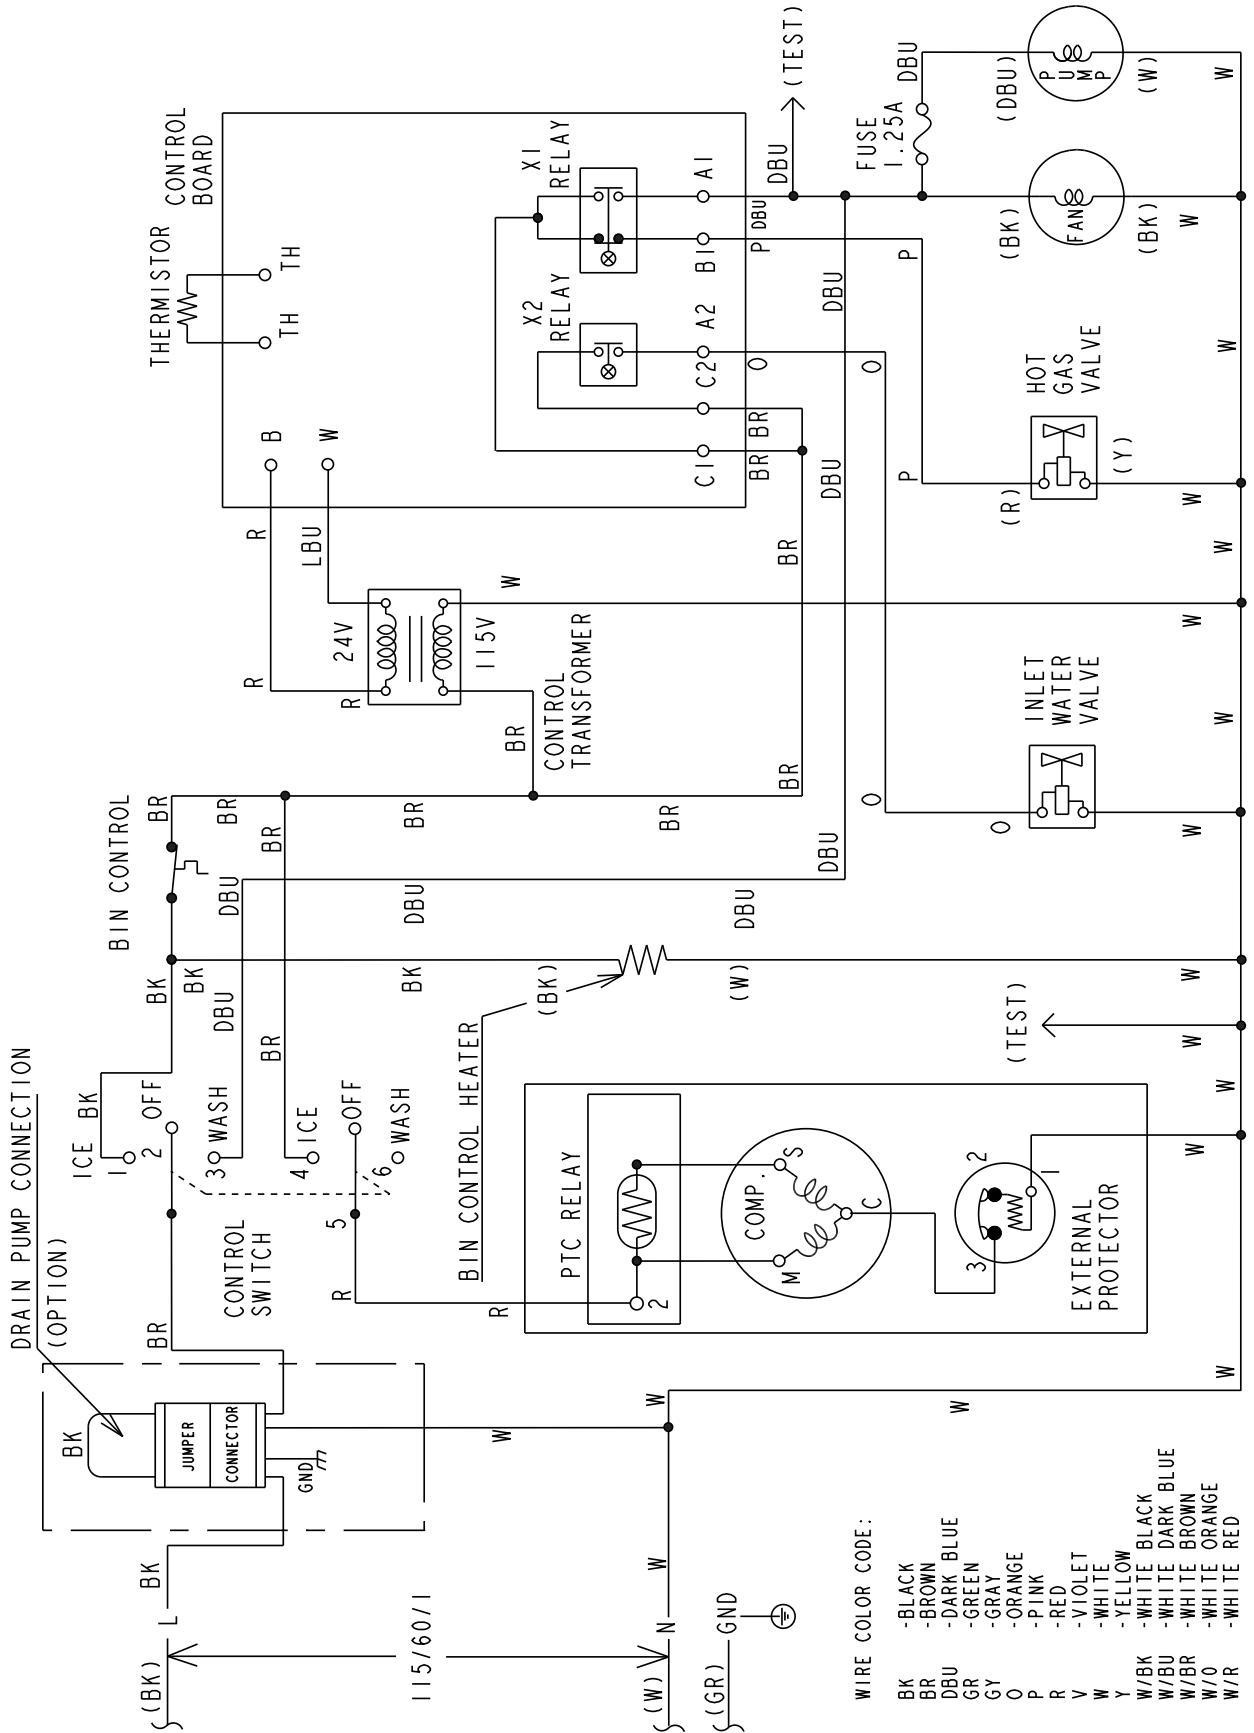 DRAIN PUMP CONNECTION
(OPTION)
BK
JUMPER
CONNECTOR
GND
BK
L
(BK)
115/60/1
(W)
N
W
(GR)
GND
W
W
W
W
BR
CONTROL
SWITCH
ICE
BK
1
2
OFF
3
WASH
4
ICE
5
OFF
6
WASH
R
R
BK
BK
DBU
BR
BIN CONTROL
BR
BR
BR
BR
BR
DBU
DBU
DBU
DBU
BK
BIN CONTROL HEATER
(BK)
(W)
W
(TEST)
W
W
W
PTC RELAY
2
COMP.
S
M
C
2
3
1
EXTERNAL
PROTECTOR
THERMISTOR
TH
TH
CONTROL
BOARD
B
W
R
LBU
R
R
24V
115V
W
BR
CONTROL
TRANSFORMER
BR
BR
X1
RELAY
X2
RELAY
A1
B1
A2
C2
C1
DBU
P
O
BR
BR
DBU
(TEST)
DBU
DBU
P
P
O
O
O
FUSE
1.25A
DBU
(DBU)
PUMP
(W)
W
(BK)
FAN
(BK)
W
W
HOT
GAS
VALVE
(R)
(Y)
W
W
W
INLET
WATER
VALVE
W
W
WIRE COLOR CODE:
BK -BLACK
BR -BROWN
DBU -DARK BLUE
GR -GREEN
GY -GRAY
O -ORANGE
P -PINK
R -RED
V -VIOLET
W -WHITE
Y -YELLOW
W/BK -WHITE BLACK
W/BU -WHITE DARK BLUE
W/BR -WHITE BROWN
W/O -WHITE ORANGE
W/R -WHITE RED